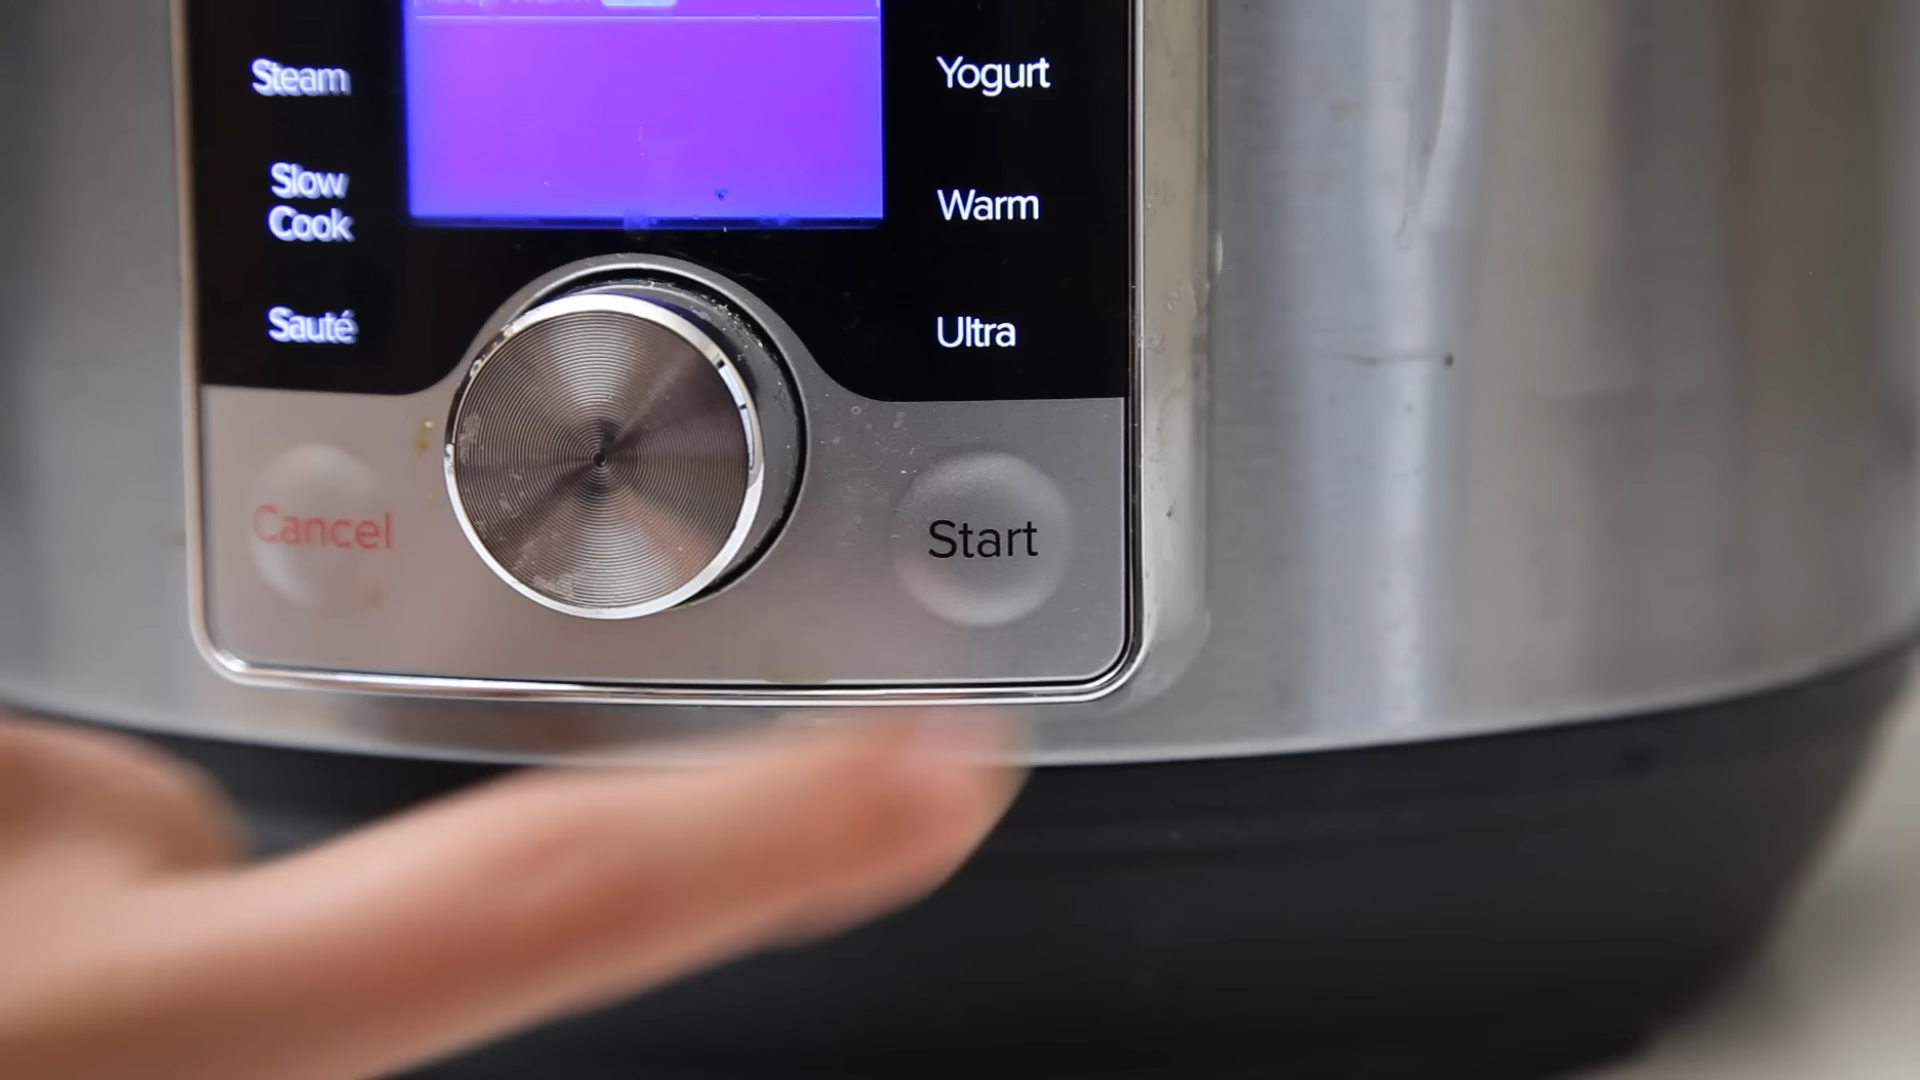 Steam
Yogurt
Slow
Cook
Warm
Sauté
Ultra
Cancel
Start